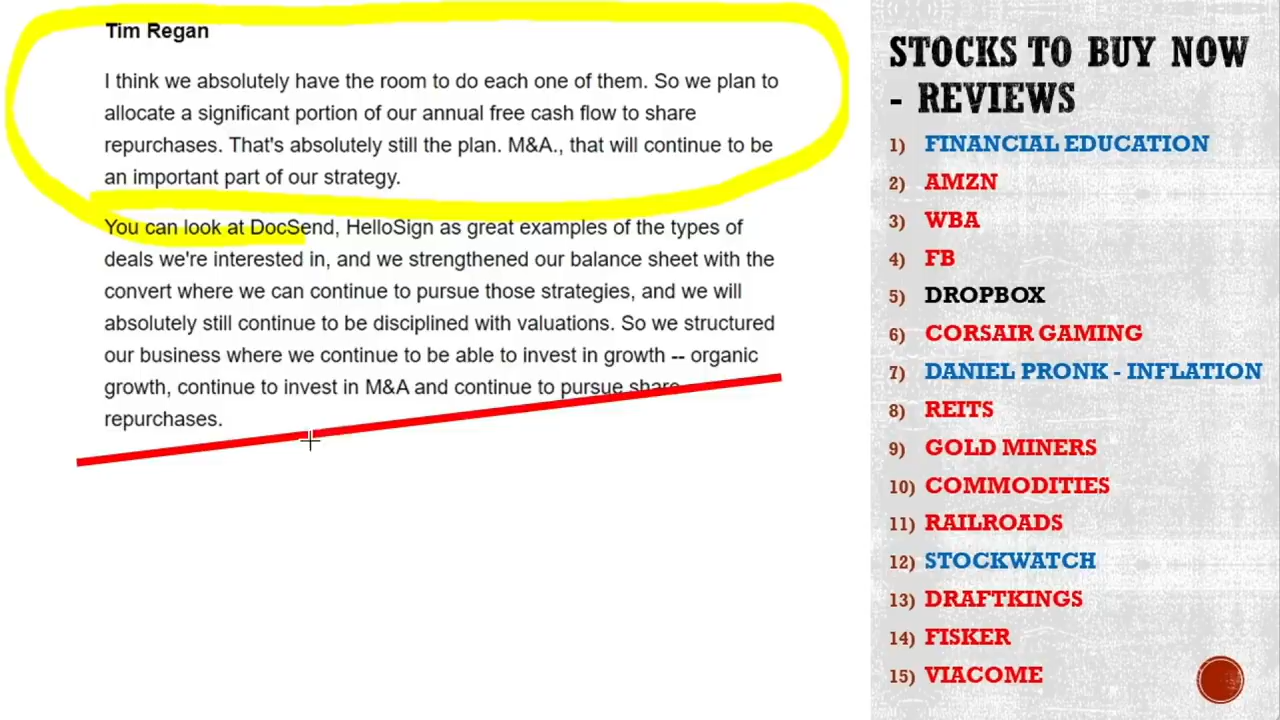 Tim Regan
I think we absolutely have the room to do each one of them. So we plan to
allocate a significant portion of our annual free cash flow to share
repurchases. That's absolutely still the plan. M&A., that will continue to be
an important part of our strategy.
You can look at DocSend, HelloSign as great examples of the types of
deals we're interested in, and we strengthened our balance sheet with the
convert where we can continue to pursue those strategies, and we will
absolutely still continue to be disciplined with valuations. So we structured
our business where we continue to be able to invest in growth -- organic
growth, continue to invest in M&A and continue to pursue share
repurchases.
STOCKS TO BUY NOW
- REVIEWS
1) FINANCIAL EDUCATION
2) AMZN
3) WBA
4) FB
5) DROPBOX
6) CORSAIR GAMING
7) DANIEL PRONK - INFLATION
8) REITS
9) GOLD MINERS
10) COMMODITIES
11) RAILROADS
12) STOCKWATCH
13) DRAFTKINGS
14) FISKER
15) VIACOME